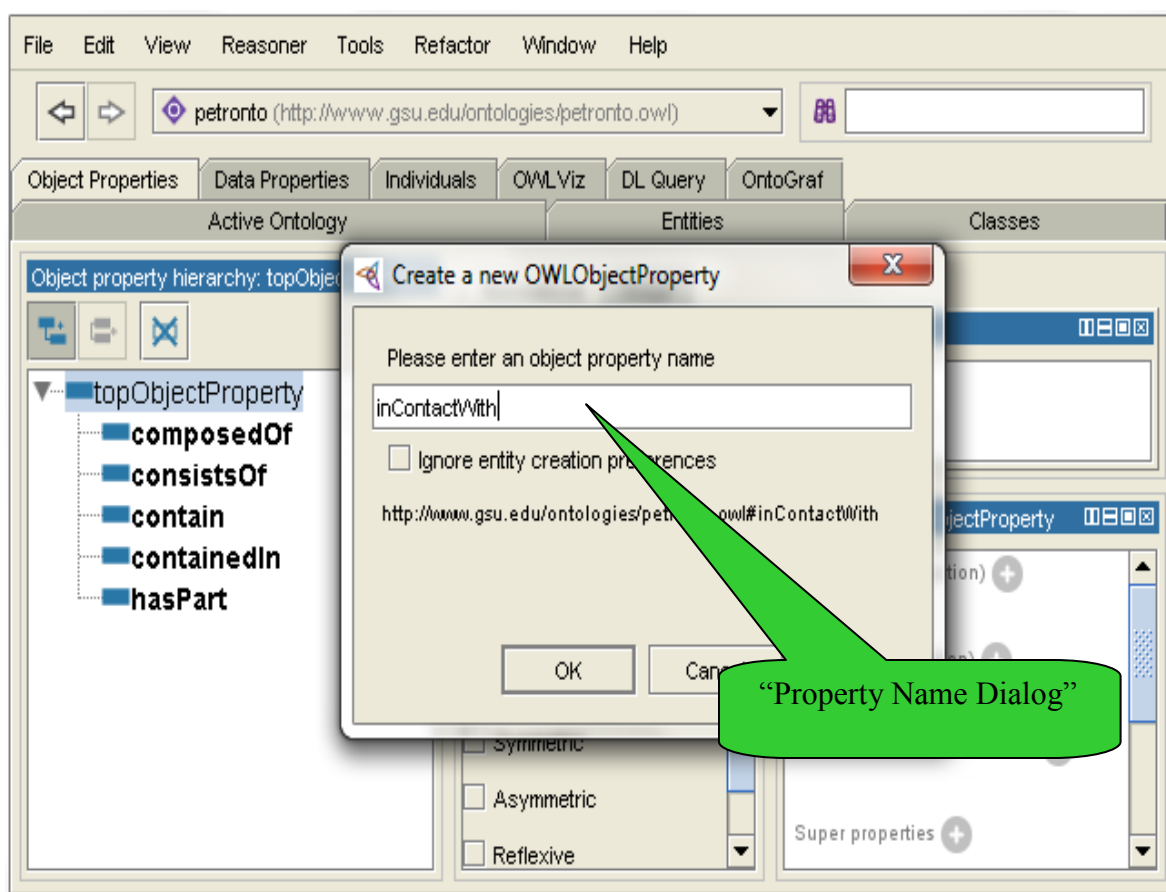 File Edit View Reasoner Tools Refactor Window Help
petronto (http://www.gsu.edu/ontologies/petronto.owl)
Object Properties Data Properties Individuals OWLViz DL Query OntoGraf
Active Ontology Entities Classes
Object property hierarchy: topObjec
Create a new OWLObjectProperty
X
Please enter an object property name
inContactWith
Ignore entity creation preferences
http://www.gsu.edu/ontologies/pet owl#inContactWith
OK
“Property Name Dialog”
topObjectProperty
composedOf
consistsOf
contain
containedIn
hasPart
Symmetric
Asymmetric
Reflexive
jectProperty
tion)
Super properties